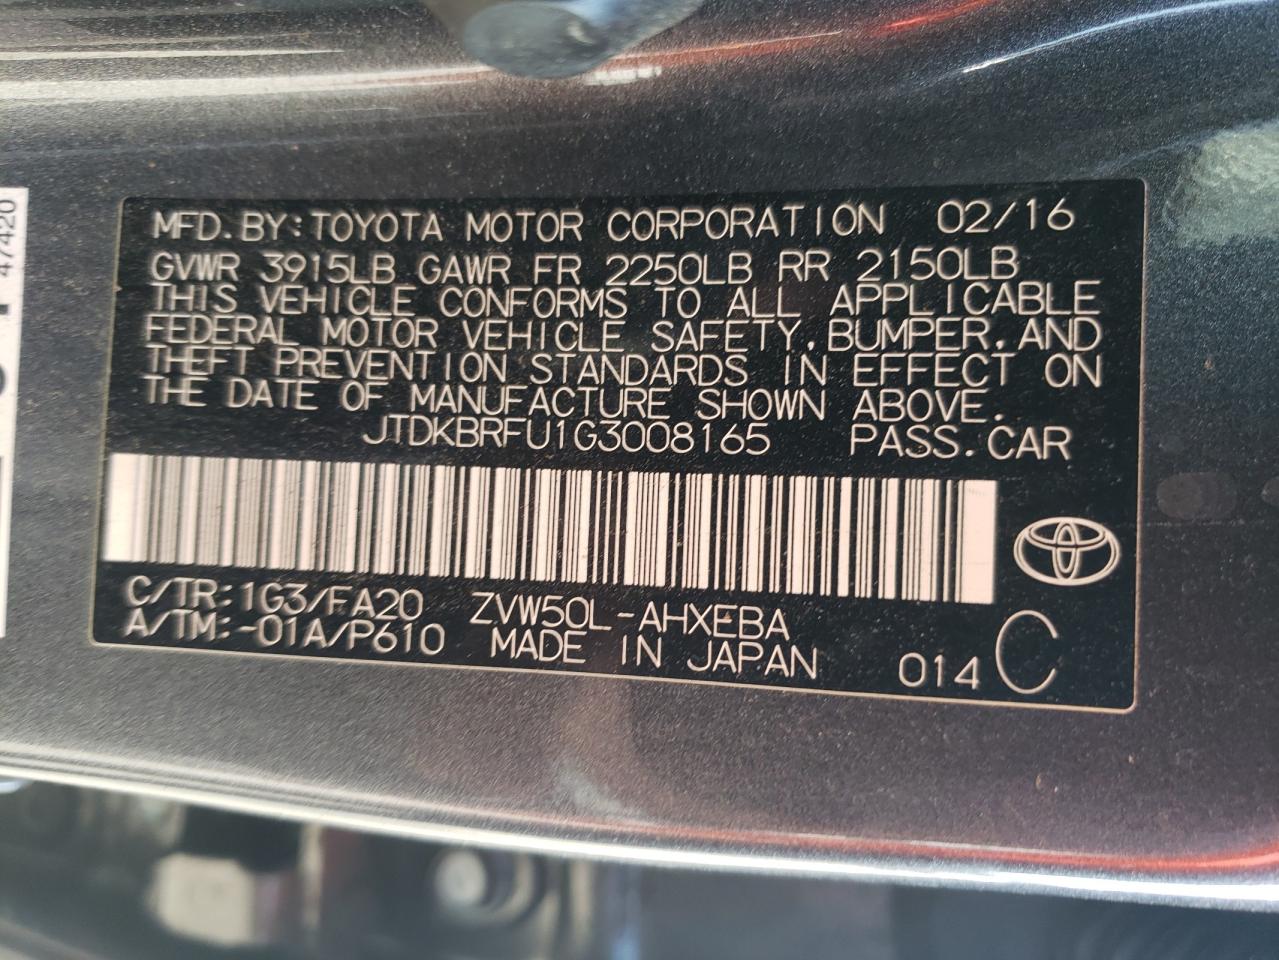 MFD.BY:TOYOTA MOTOR CORPORATION 02/16
GVWR 3915LB GAWR FR 2250LB RR 2150LB
THIS VEHICLE CONFORMS TO ALL APPLICABLE
FEDERAL MOTOR VEHICLE SAFETY,BUMPER,AND
THEFT PREVENTION STANDARDS IN EFFECT ON
THE DATE OF MANUFACTURE SHOWN ABOVE.
JTDKBRFU1G3008165 PASS.CAR
C/TR:1G3/FA20 ZVW50L-AHXEBA
A/TM:-01A/P610 MADE IN JAPAN 014 C
47420